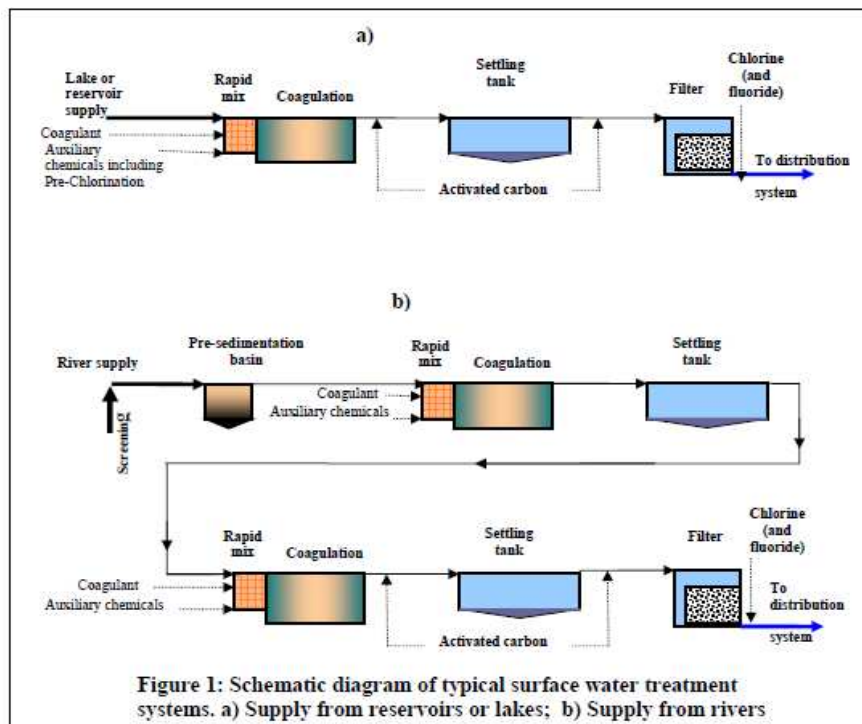 a)
Lake or
reservoir
supply
Rapid
mix
Coagulation
Settling
tank
Filter
Chlorine
(and
fluoride)
Coagulant
Auxiliary
chemicals including
Pre-Chlorination
Activated carbon
To distribution
system
b)
River supply
Screening
Pre-sedimentation
basin
Rapid
mix
Coagulation
Settling
tank
Coagulant
Auxiliary chemicals
Rapid
mix
Coagulation
Settling
tank
Filter
Chlorine
(and
fluoride)
Coagulant
Auxiliary chemicals
Activated carbon
To
distribution
system
Figure 1: Schematic diagram of typical surface water treatment
systems. a) Supply from reservoirs or lakes; b) Supply from rivers